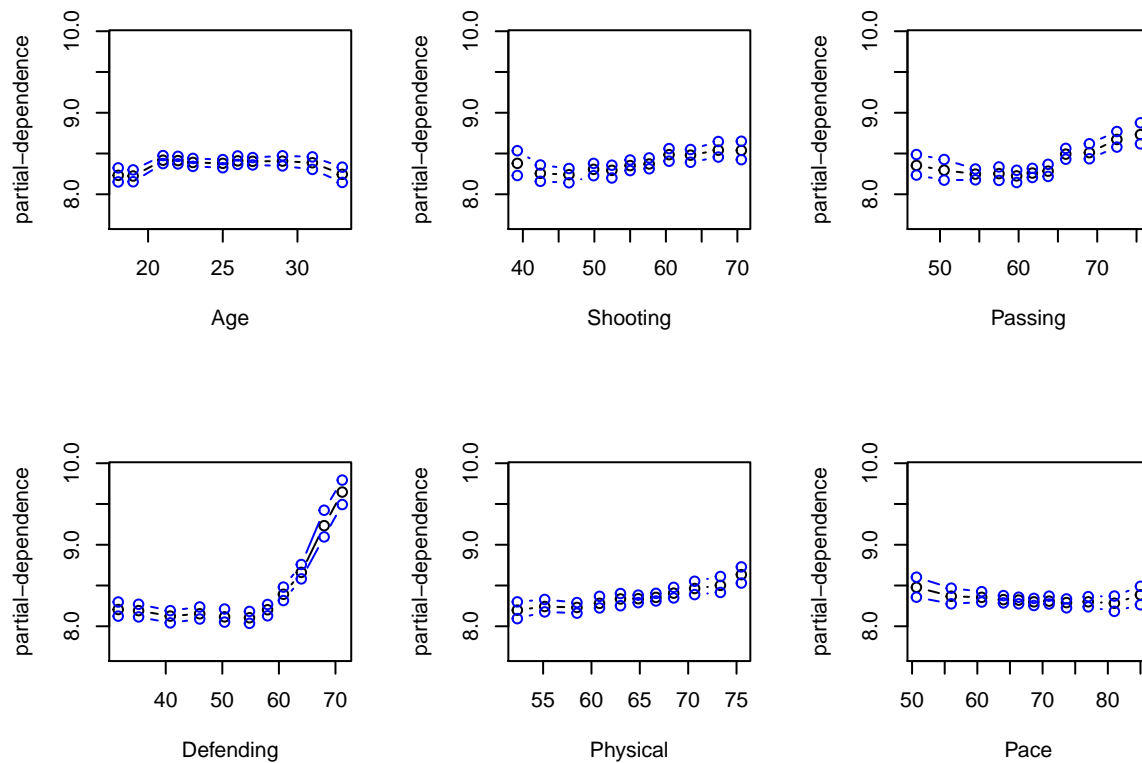 partial−dependence
8.0 9.0 10.0
20 25 30
Age
partial−dependence
8.0 9.0 10.0
40 50 60 70
Shooting
partial−dependence
8.0 9.0 10.0
50 60 70
Passing
partial−dependence
8.0 9.0 10.0
40 50 60 70
Defending
partial−dependence
8.0 9.0 10.0
55 60 65 70 75
Physical
partial−dependence
8.0 9.0 10.0
50 60 70 80
Pace